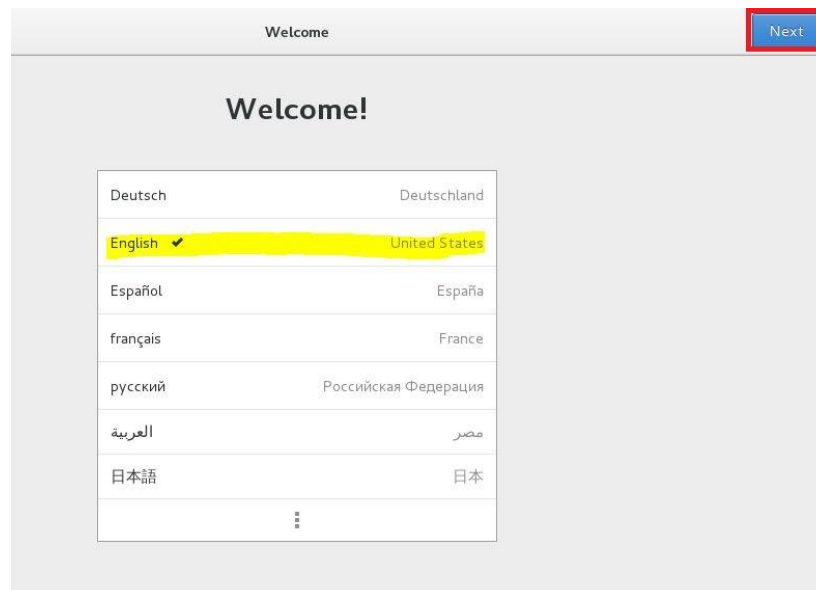 Welcome
Next
Welcome!
Deutsch Deutschland
English ✔ United States
Español España
français France
русский Российская Федерация
العربية مصر
日本語 日本